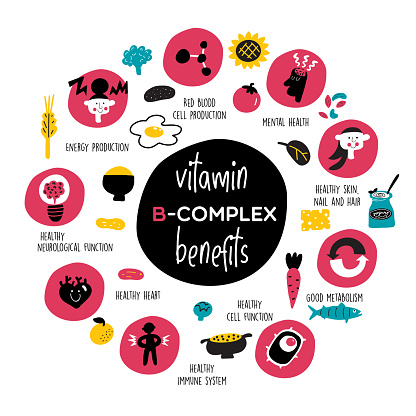 vitamin
B-COMPLEX
benefits
RED BLOOD
CELL PRODUCTION
MENTAL HEALTH
HEALTHY SKIN,
NAIL AND HAIR
GOOD METABOLISM
HEALTHY
CELL FUNCTION
HEALTHY
IMMUNE SYSTEM
HEALTHY HEART
HEALTHY
NEUROLOGICAL FUNCTION
ENERGY PRODUCTION